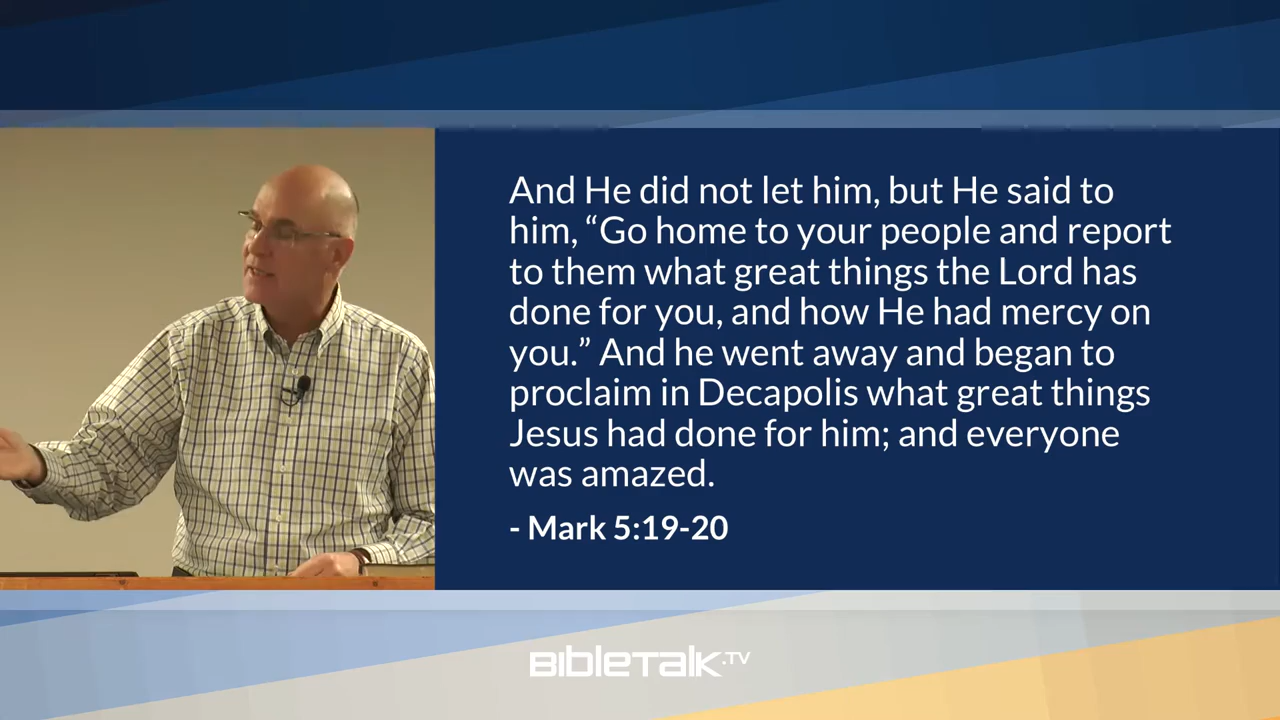 And He did not let him, but He said to
him, “Go home to your people and report
to them what great things the Lord has
done for you, and how He had mercy on
you.” And he went away and began to
proclaim in Decapolis what great things
Jesus had done for him; and everyone
was amazed.
- Mark 5:19-20
BIBLETALK.TV